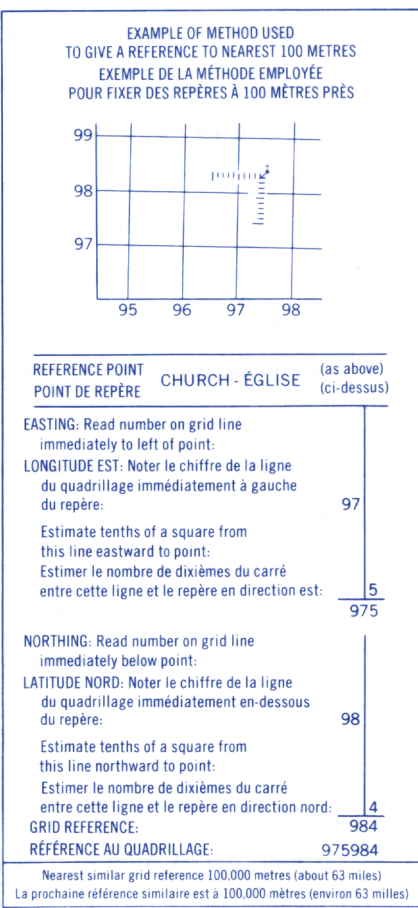 EXAMPLE OF METHOD USED
TO GIVE A REFERENCE TO NEAREST 100 METRES
EXEMPLE DE LA MÉTHODE EMPLOYÉE
POUR FIXER DES REPÈRES À 100 MÈTRES PRÈS
99
98
97
95 96 97 98
REFERENCE POINT
POINT DE REPÈRE
CHURCH - ÉGLISE
(as above)
(ci-dessus)
EASTING: Read number on grid line
immediately to left of point:
LONGITUDE EST: Noter le chiffre de la ligne
du quadrillage immédiatement à gauche
du repère: 97
Estimate tenths of a square from
this line eastward to point:
Estimer le nombre de dixièmes du carré
entre cette ligne et le repère en direction est: 5
975
NORTHING: Read number on grid line
immediately below point:
LATITUDE NORD: Noter le chiffre de la ligne
du quadrillage immédiatement en-dessous
du repère: 98
Estimate tenths of a square from
this line northward to point:
Estimer le nombre de dixièmes du carré
entre cette ligne et le repère en direction nord: 4
GRID REFERENCE: 984
RÉFÉRENCE AU QUADRILLAGE: 975984
Nearest similar grid reference 100,000 metres (about 63 miles)
La prochaine référence similaire est à 100,000 mètres (environ 63 milles)